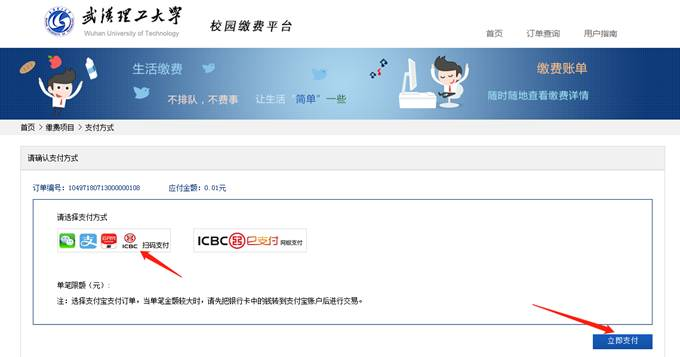 武汉理工大学
Wuhan University of Technology
校园缴费平台
首页 订单查询 用户指南
生活缴费
不排队，不费事 让生活“简单”一些
缴费账单
随时随地查看缴费详情
首页 > 缴费项目 > 支付方式
请确认支付方式
订单编号：10497180713000000108 应付金额：0.01元
请选择支付方式
ICBC 扫码支付 ICBC e支付 网银支付
单笔限额（元）：
注：选择支付宝支付订单，当单笔金额较大时，请先把银行卡中的钱转到支付宝账户后进行交易。
立即支付